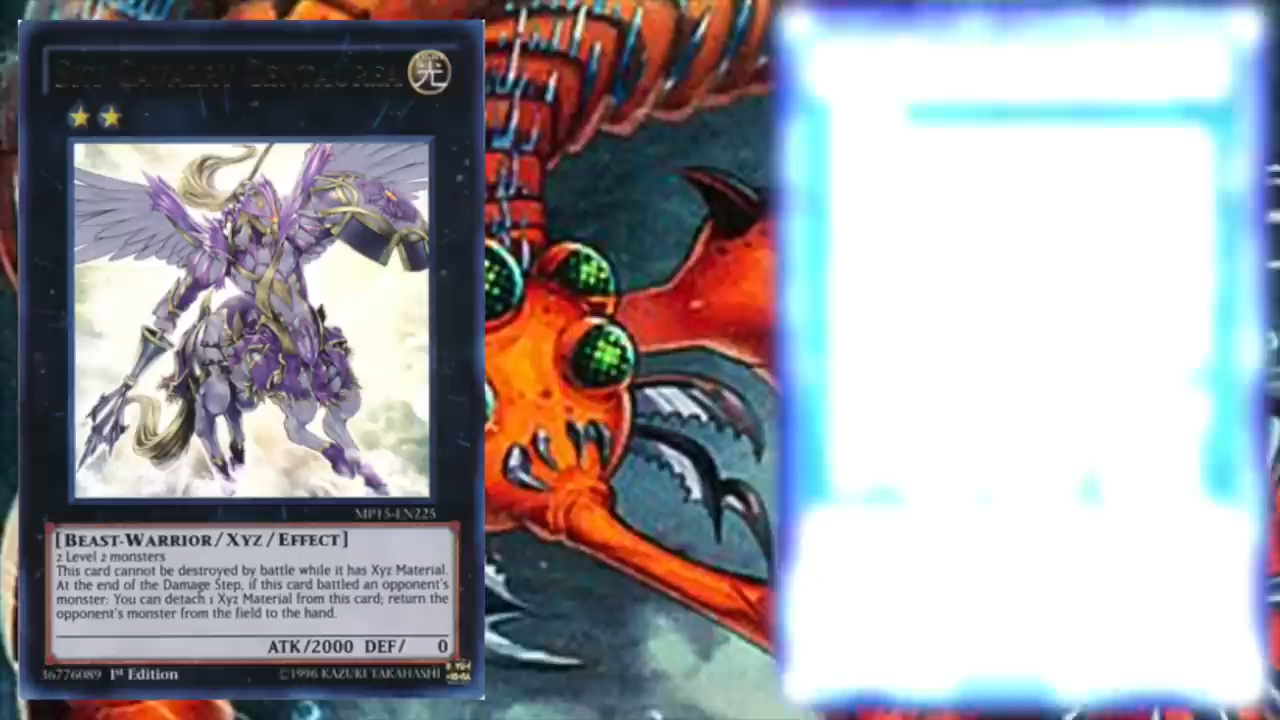 光
MP15-EN225
[BEAST-WARRIOR/XYZ/EFFECT]
2 Level 2 monsters
This card cannot be destroyed by battle while it has Xyz Material.
At the end of the Damage Step, if this card battled an opponent's
monster: You can detach 1 Xyz Material from this card; return the
opponent's monster from the field to the hand.
ATK/2000 DEF/ 0
36776089 1st Edition ©1996 KAZUKI TAKAHASHI